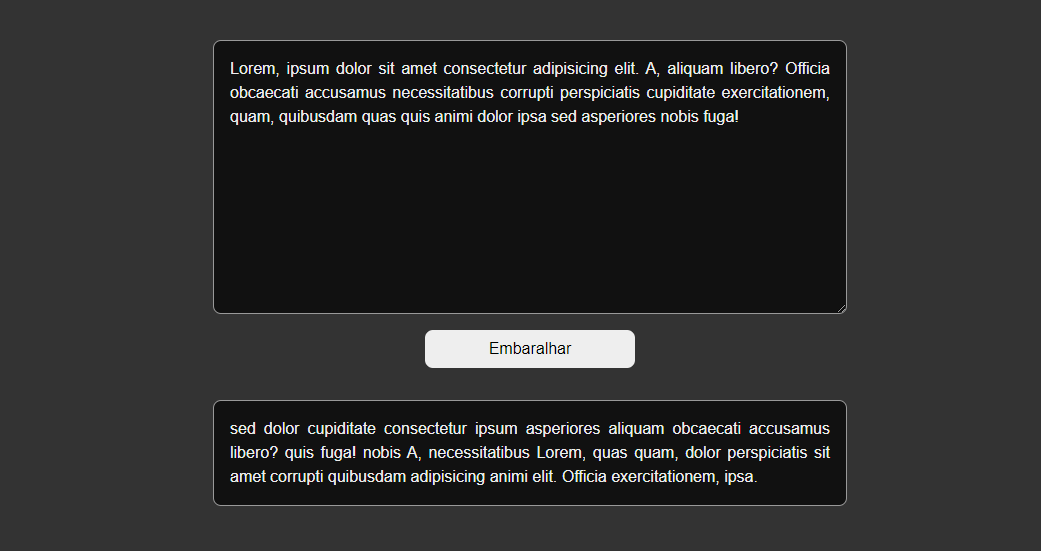 Lorem, ipsum dolor sit amet consectetur adipisicing elit. A, aliquam libero? Officia
obcaecati accusamus necessitatibus corrupti perspiciatis cupiditate exercitationem,
quam, quibusdam quas quis animi dolor ipsa sed asperiores nobis fuga!
Embaralhar
sed dolor cupiditate consectetur ipsum asperiores aliquam obcaecati accusamus
libero? quis fuga! nobis A, necessitatibus Lorem, quas quam, dolor perspiciatis sit
amet corrupti quibusdam adipisicing animi elit. Officia exercitationem, ipsa.